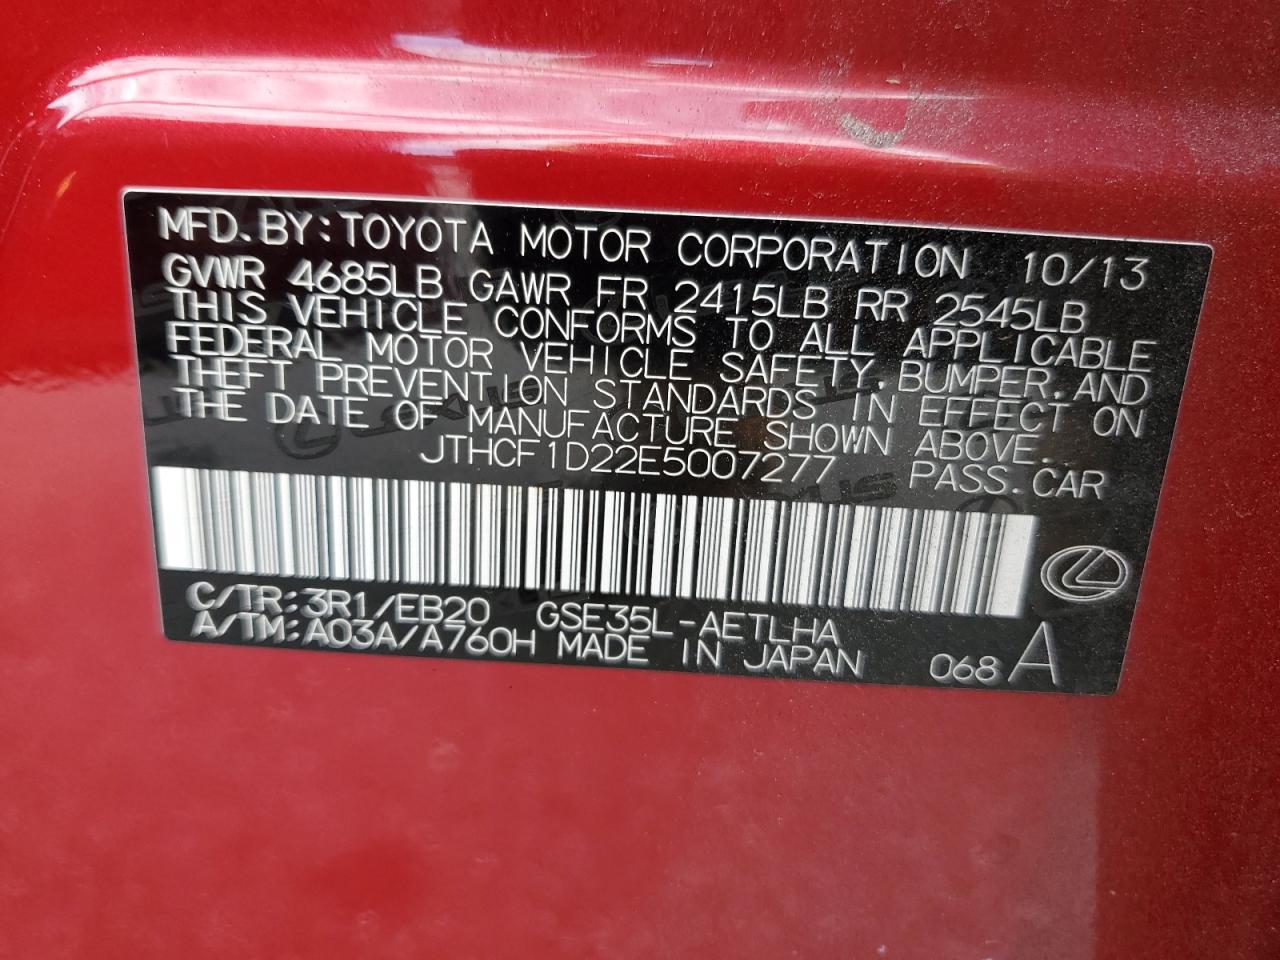 MFD.BY:TOYOTA MOTOR CORPORATION 10/13
GVWR 4685LB GAWR FR 2415LB RR 2545LB
THIS VEHICLE CONFORMS TO ALL APPLICABLE
FEDERAL MOTOR VEHICLE SAFETY,BUMPER,AND
THEFT PREVENTION STANDARDS IN EFFECT ON
THE DATE OF MANUFACTURE SHOWN ABOVE.
JTHCF1D22E5007277 PASS.CAR
C/TR:3R1/EB20 GSE35L-AETLHA
A/TM:A03A/A760H MADE IN JAPAN 068 A